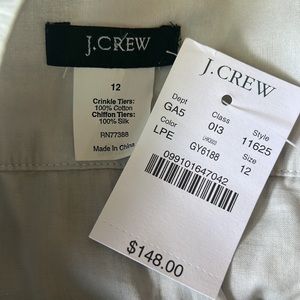 J.CREW
12
Crinkle Tiers:
100% Cotton
Chiffon Tiers:
100% Silk
RN77388
Made In China
J.CREW
Dept Class Style
GA5 OI3 11625
Color Size
LPE GY6188 12
099101647042
$148.00